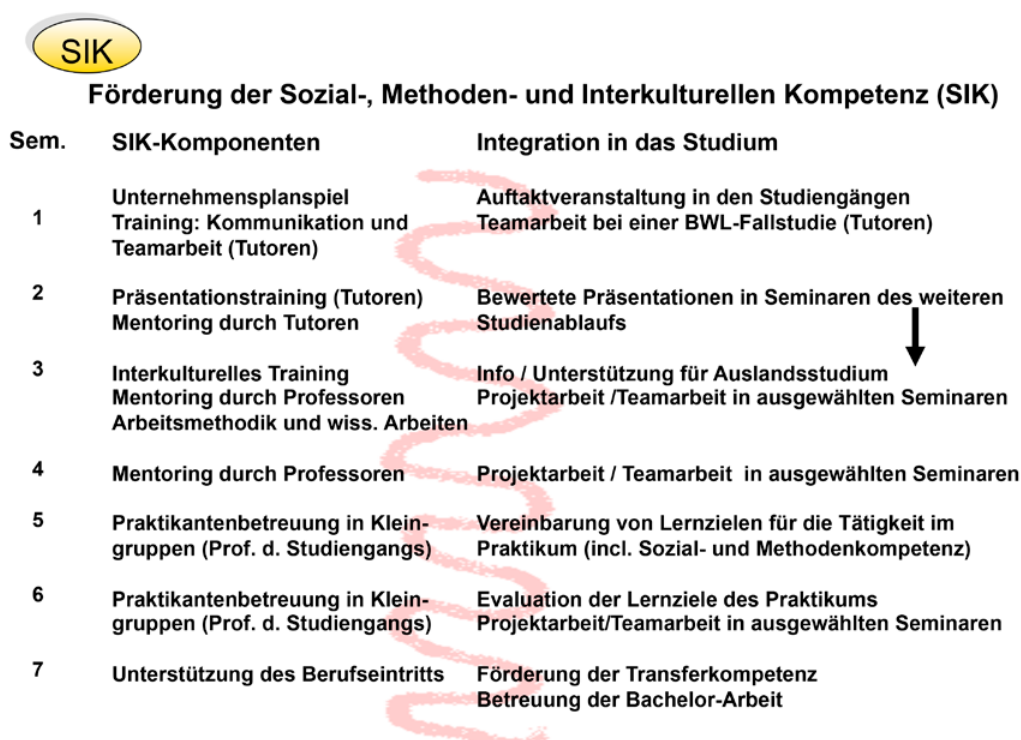 SIK
Förderung der Sozial-, Methoden- und Interkulturellen Kompetenz (SIK)
Sem. SIK-Komponenten Integration in das Studium
1
Unternehmensplanspiel
Training: Kommunikation und
Teamarbeit (Tutoren)
Auftaktveranstaltung in den Studiengängen
Teamarbeit bei einer BWL-Fallstudie (Tutoren)
2
Präsentationstraining (Tutoren)
Mentoring durch Tutoren
Bewertete Präsentationen in Seminaren des weiteren
Studienablaufs
3
Interkulturelles Training
Mentoring durch Professoren
Arbeitsmethodik und wiss. Arbeiten
Info / Unterstützung für Auslandsstudium
Projektarbeit /Teamarbeit in ausgewählten Seminaren
4
Mentoring durch Professoren
Projektarbeit / Teamarbeit in ausgewählten Seminaren
5
Praktikantenbetreuung in Klein-
gruppen (Prof. d. Studiengangs)
Vereinbarung von Lernzielen für die Tätigkeit im
Praktikum (incl. Sozial- und Methodenkompetenz)
6
Praktikantenbetreuung in Klein-
gruppen (Prof. d. Studiengangs)
Evaluation der Lernziele des Praktikums
Projektarbeit/Teamarbeit in ausgewählten Seminaren
7
Unterstützung des Berufseintritts
Förderung der Transferkompetenz
Betreuung der Bachelor-Arbeit